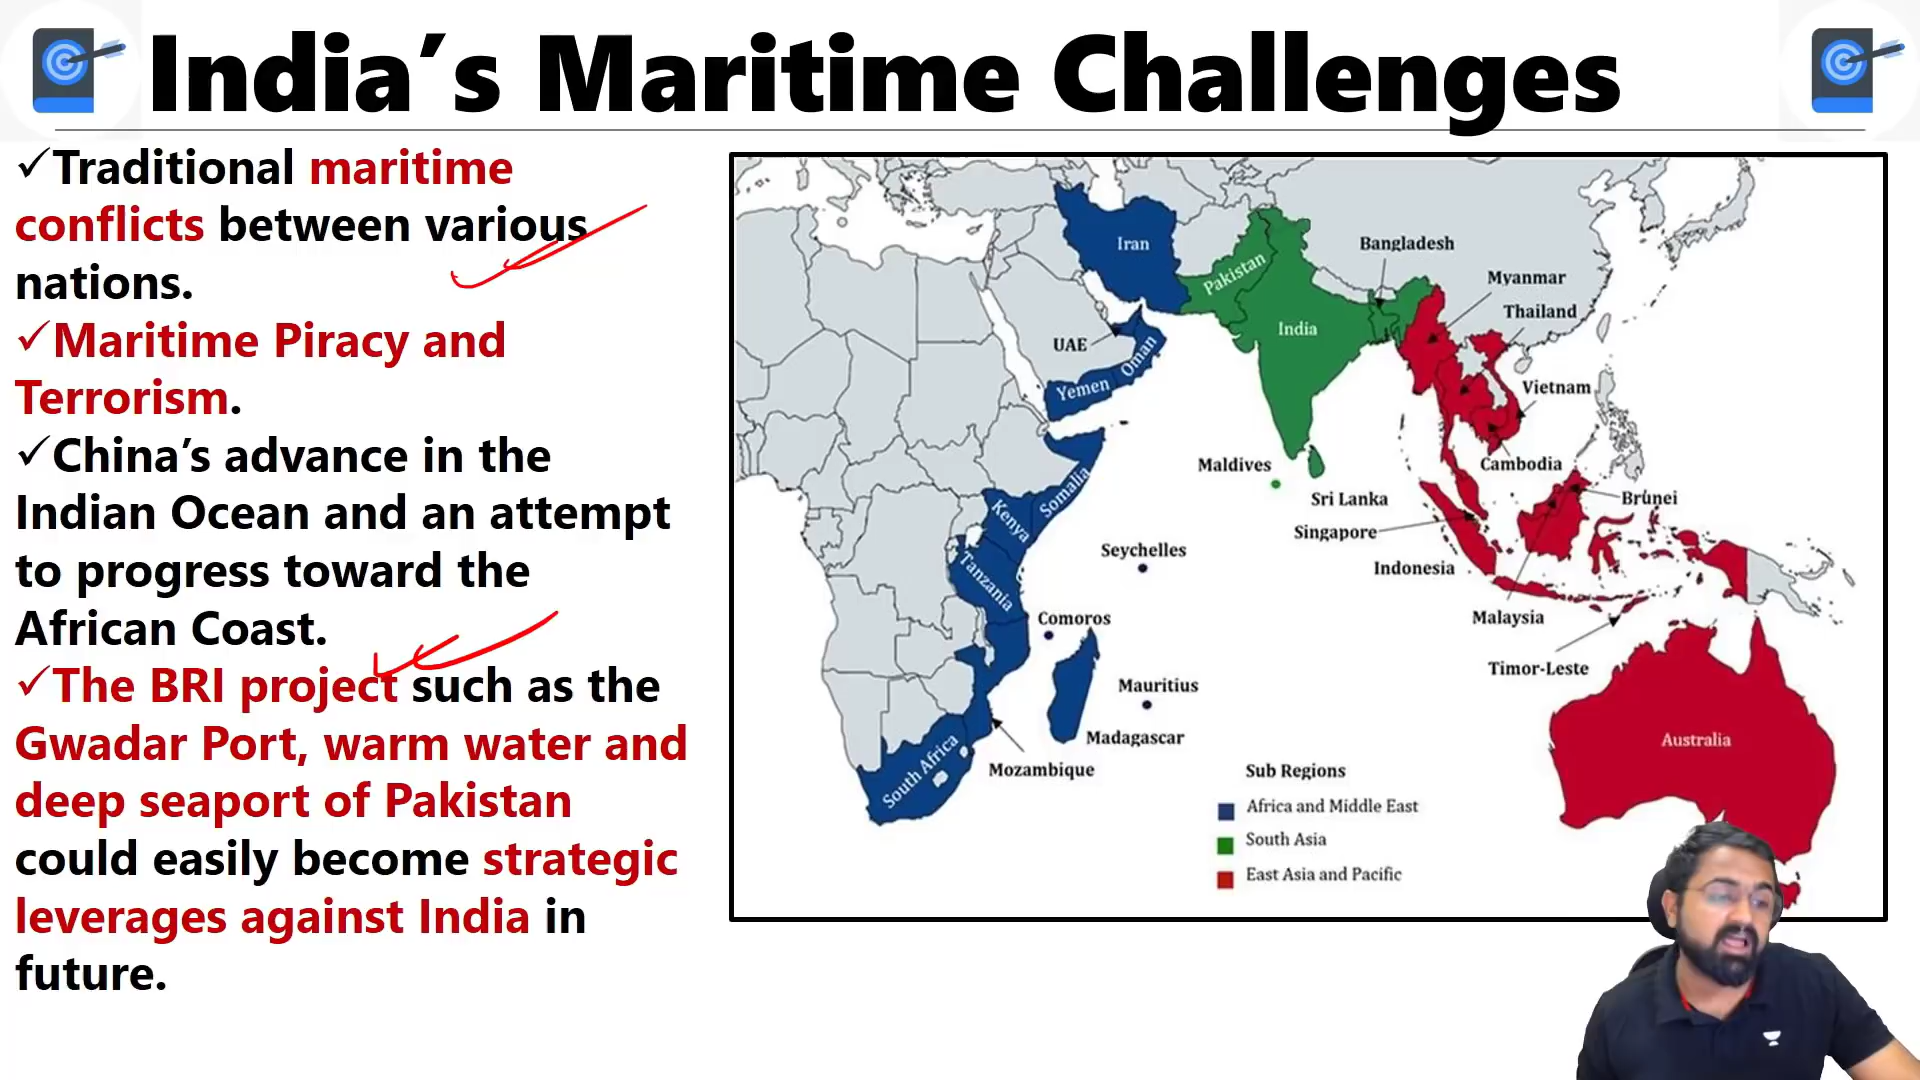 India’s Maritime Challenges
✓Traditional maritime
conflicts between various
nations.
✓Maritime Piracy and
Terrorism.
✓China’s advance in the
Indian Ocean and an attempt
to progress toward the
African Coast.
✓The BRI project such as the
Gwadar Port, warm water and
deep seaport of Pakistan
could easily become strategic
leverages against India in
future.
Iran
Pakistan
Bangladesh
Myanmar
Thailand
India
UAE
Oman
Yemen
Vietnam
Maldives
Cambodia
Sri Lanka
Brunei
Somalia
Kenya
Singapore
Seychelles
Indonesia
Tanzania
Comoros
Malaysia
Timor-Leste
Mauritius
Madagascar
Australia
South Africa
Mozambique
Sub Regions
Africa and Middle East
South Asia
East Asia and Pacific